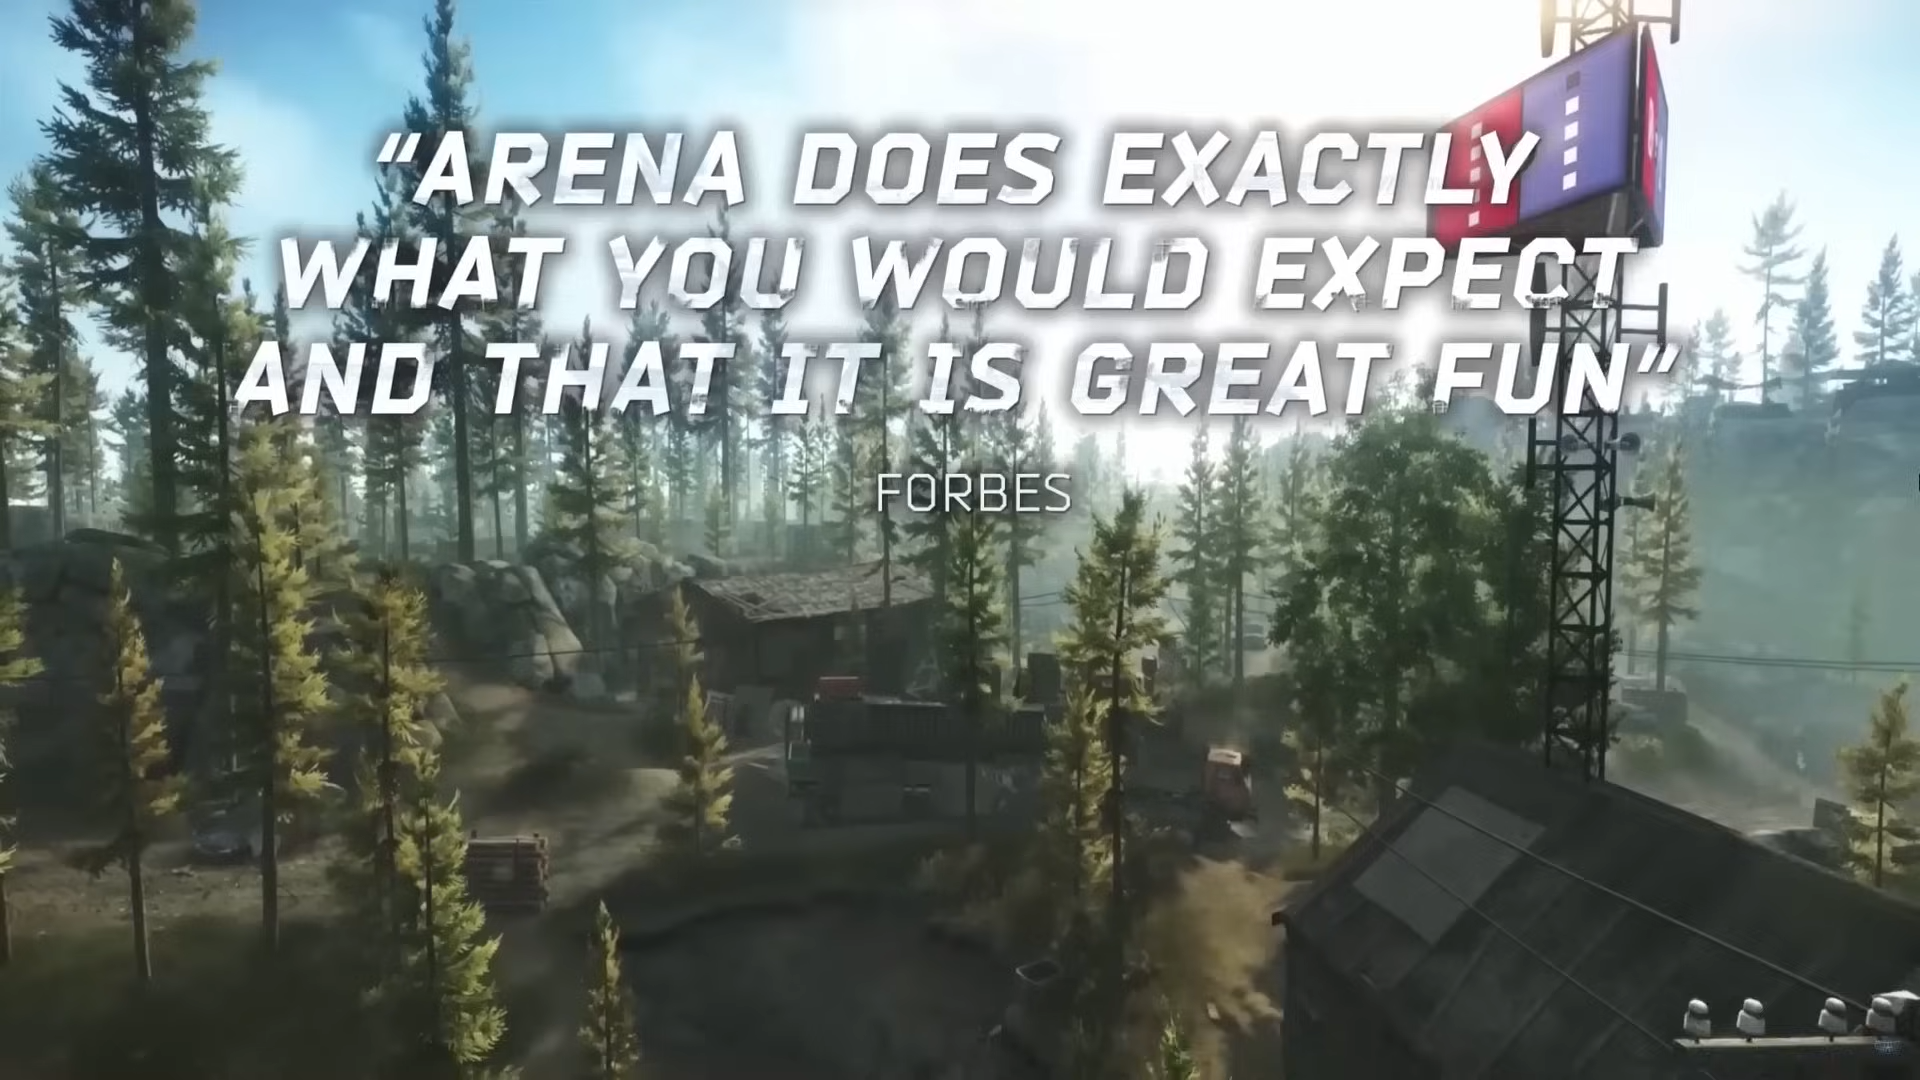 “ARENA DOES EXACTLY
WHAT YOU WOULD EXPECT
AND THAT IT IS GREAT FUN”
FORBES